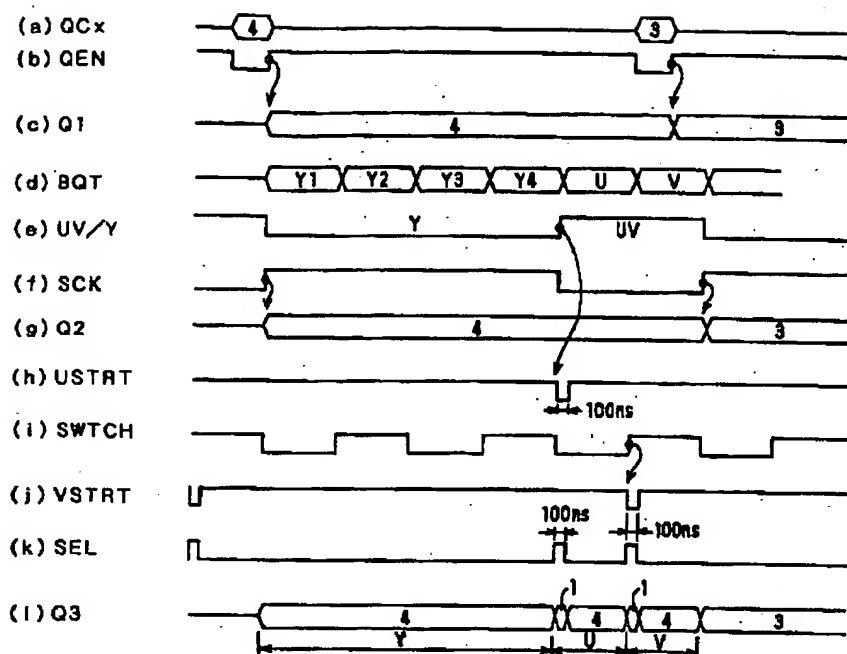 (a) QCx 4 3
(b) QEN
(c) Q1 4 3
(d) BQT Y1 Y2 Y3 Y4 U V
(e) UV/Y Y UV
(f) SCK
(g) Q2 4 3
(h) USTRT
100ns
(i) SWTCH
(j) VSTRT
100ns 100ns
(k) SEL
1 1
(l) Q3 4 4 4 3
Y U V